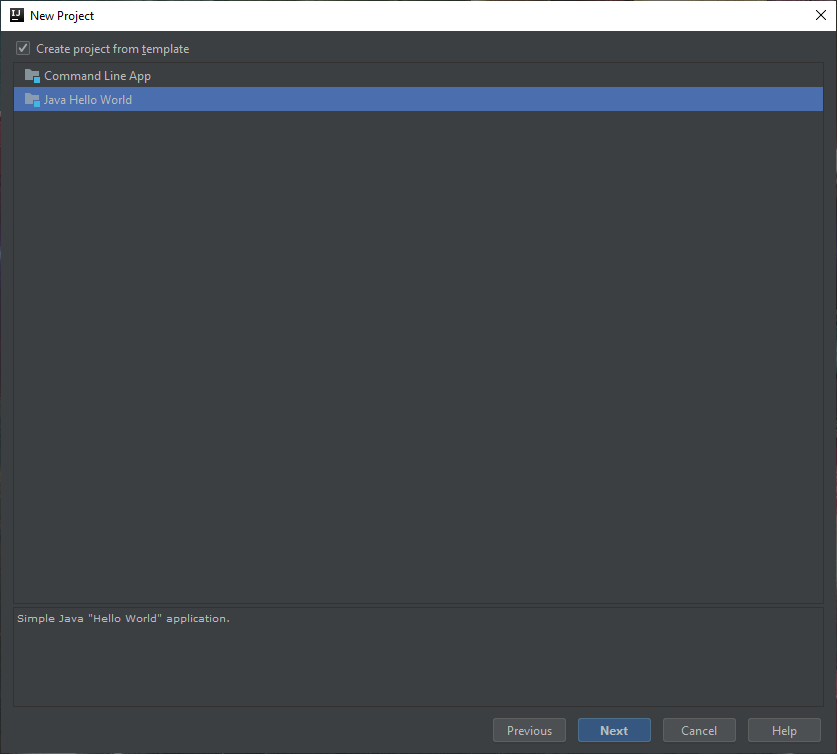 IJ New Project
Create project from template
Command Line App
Java Hello World
Simple Java "Hello World" application.
Previous Next Cancel Help